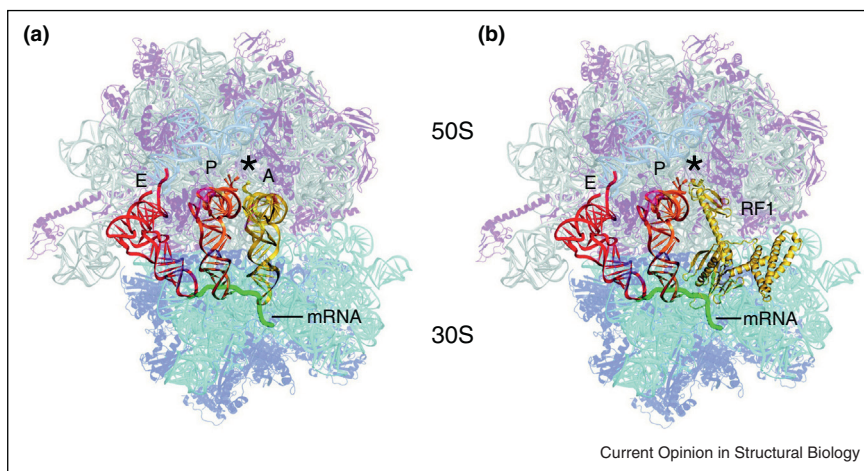 (a)
(b)
50S
E
P
*
A
E
P
*
RF1
mRNA
mRNA
30S
Current Opinion in Structural Biology